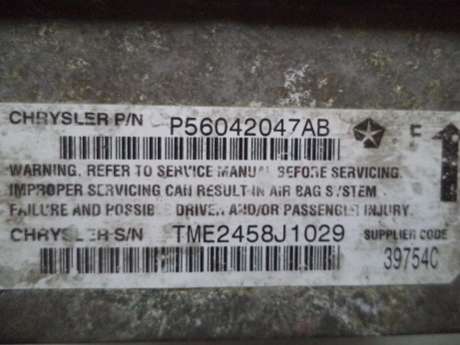 CHRYSLER P/N P56042047AB
F
WARNING. REFER TO SERVICE MANUAL BEFORE SERVICING.
IMPROPER SERVICING CAN RESULT IN AIR BAG SYSTEM
FAILURE AND POSSIBLE DRIVER AND/OR PASSENGER INJURY.
CHRYSLER S/N TME2458J1029 SUPPLIER CODE
39754C